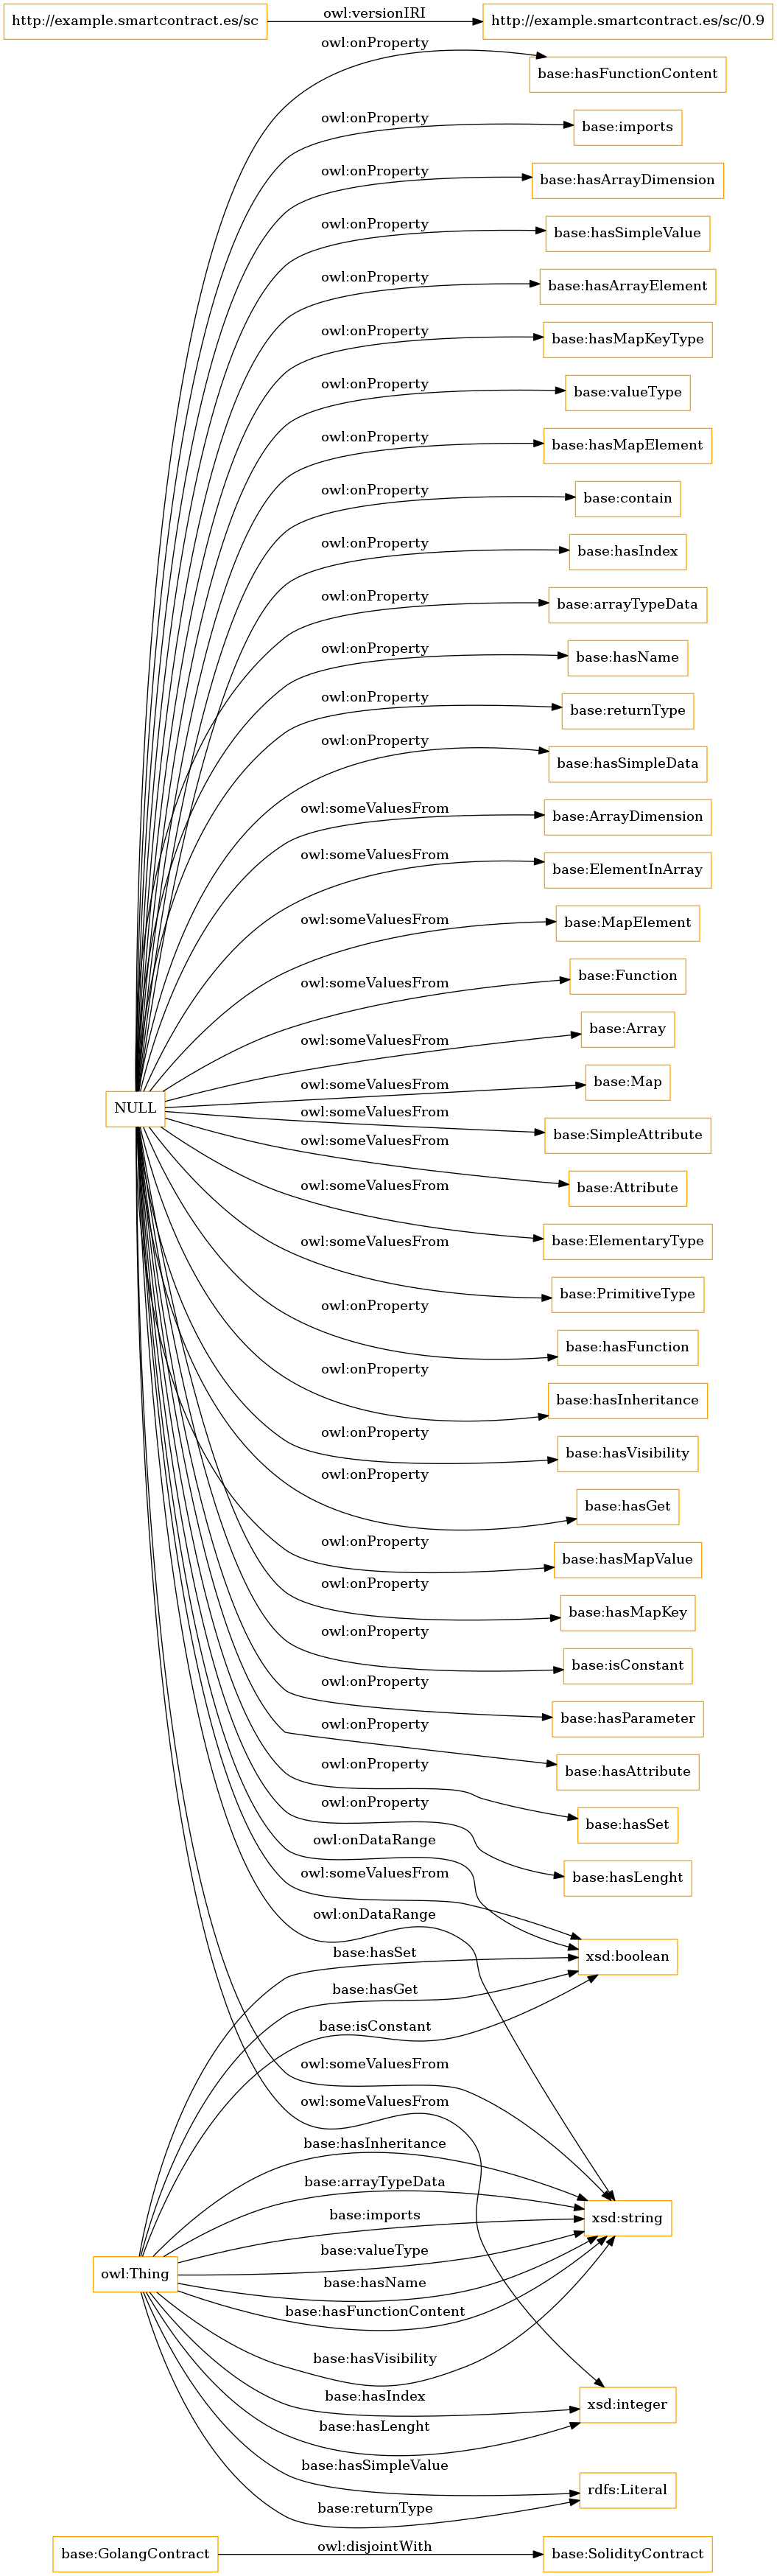 http://example.smartcontract.es/sc owl:versionIRI http://example.smartcontract.es/sc/0.9
owl:onProperty base:hasFunctionContent
owl:onProperty base:imports
owl:onProperty base:hasArrayDimension
owl:onProperty base:hasSimpleValue
owl:onProperty base:hasArrayElement
owl:onProperty base:hasMapKeyType
owl:onProperty base:valueType
owl:onProperty base:hasMapElement
owl:onProperty base:contain
owl:onProperty base:hasIndex
owl:onProperty base:arrayTypeData
owl:onProperty base:hasName
owl:onProperty base:returnType
owl:onProperty base:hasSimpleData
owl:someValuesFrom base:ArrayDimension
owl:someValuesFrom base:ElementInArray
owl:someValuesFrom base:MapElement
owl:someValuesFrom base:Function
owl:someValuesFrom base:Array
owl:someValuesFrom base:Map
NULL
owl:someValuesFrom base:SimpleAttribute
owl:someValuesFrom base:Attribute
owl:someValuesFrom base:ElementaryType
owl:someValuesFrom base:PrimitiveType
owl:onProperty base:hasFunction
owl:onProperty base:hasInheritance
owl:onProperty base:hasVisibility
owl:onProperty base:hasGet
owl:onProperty base:hasMapValue
owl:onProperty base:hasMapKey
owl:onProperty base:isConstant
owl:onProperty base:hasParameter
owl:onProperty base:hasAttribute
owl:onProperty base:hasSet
owl:onProperty base:hasLenght
owl:onDataRange
owl:someValuesFrom
owl:onDataRange
base:hasSet xsd:boolean
base:hasGet
base:isConstant
owl:someValuesFrom
owl:someValuesFrom
base:hasInheritance
base:arrayTypeData
base:imports xsd:string
base:valueType
owl:Thing
base:hasName
base:hasFunctionContent
base:hasVisibility
base:hasIndex xsd:integer
base:hasLenght
base:hasSimpleValue rdfs:Literal
base:returnType
base:GolangContract owl:disjointWith base:SolidityContract